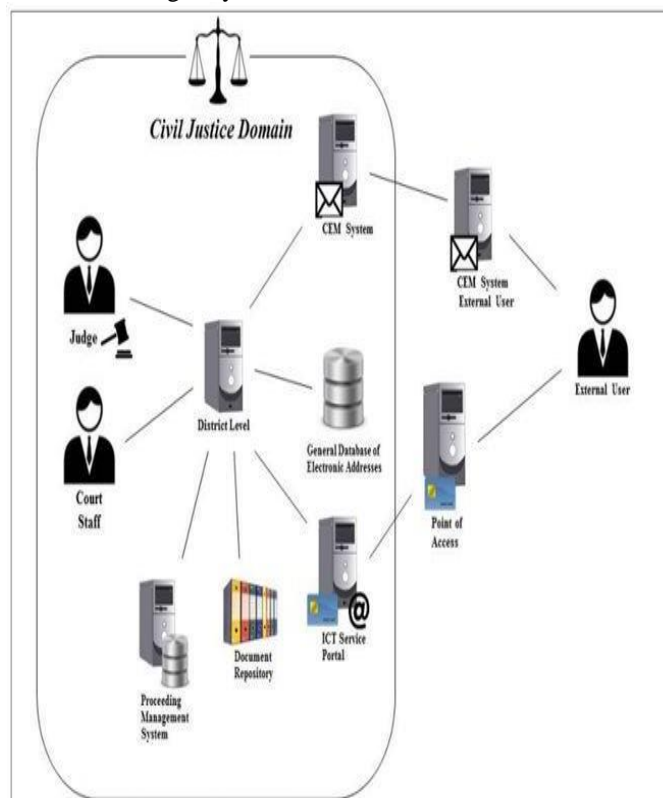 Civil Justice Domain
CEM System
CEM System
External User
Judge
External User
District Level
General Database of
Electronic Addresses
Court
Staff
Point of
Access
ICT Service
Portal
@
Document
Repository
Proceeding
Management
System